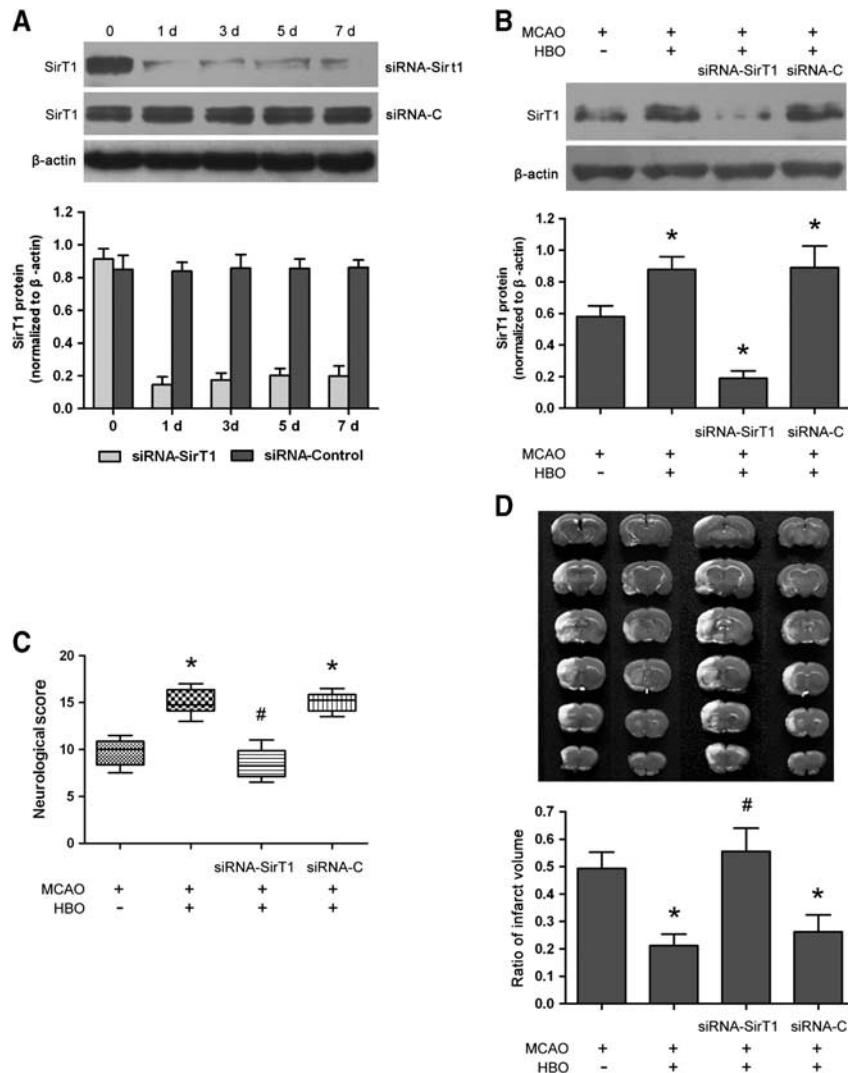 A
0 1 d 3 d 5 d 7 d
SirT1 siRNA-Sirt1
SirT1 siRNA-C
β-actin
SirT1 protein
(normalized to β -actin)
1.2
1.0
0.8
0.6
0.4
0.2
0.0
0 1 d 3d 5 d 7 d
siRNA-SirT1 siRNA-Control
B
MCAO + + + +
HBO - + + +
siRNA-SirT1 siRNA-C
SirT1
β-actin
SirT1 protein
(normalized to β -actin)
1.2
1.0
0.8
0.6
0.4
0.2
0.0
* * *
siRNA-SirT1 siRNA-C
MCAO + + + +
HBO - + + +
C
Neurological score
20
15
10
5
0
* # *
siRNA-SirT1 siRNA-C
MCAO + + + +
HBO - + + +
D
Ratio of infarct volume
0.7
0.6
0.5
0.4
0.3
0.2
0.1
0.0
* # *
siRNA-SirT1 siRNA-C
MCAO + + + +
HBO - + + +